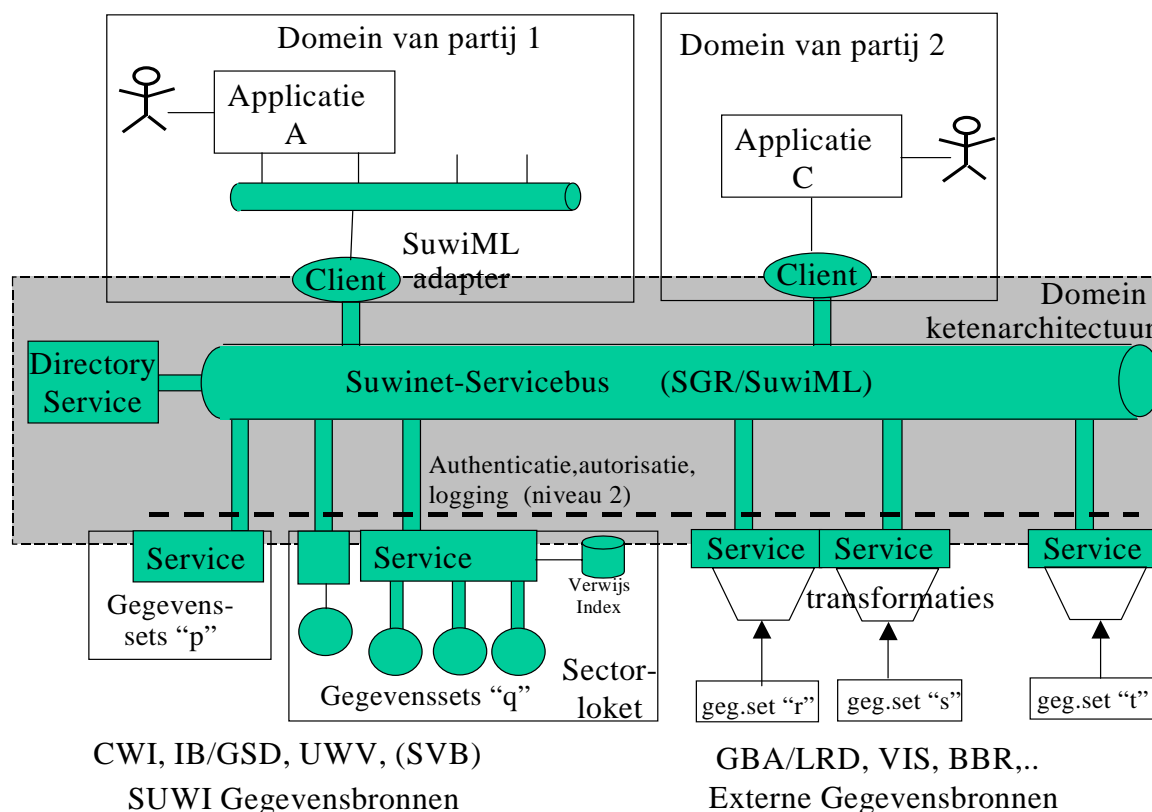 Domein van partij 1
Domein van partij 2
Applicatie
A
Applicatie
C
SuwiML
adapter
Client
Client
Domein
ketenarchitectuur
Directory
Service
Suwinet-Servicebus (SGR/SuwiML)
Authenticatie,autorisatie,
logging (niveau 2)
Service
Service
Service
Service
Service
Verwijs
Index
Gegevens-
sets “p”
transformaties
Gegevenssets “q”
Sector-
loket
geg.set “r”
geg.set “s”
geg.set “t”
CWI, IB/GSD, UWV, (SVB)
SUWI Gegevensbronnen
GBA/LRD, VIS, BBR,..
Externe Gegevensbronnen